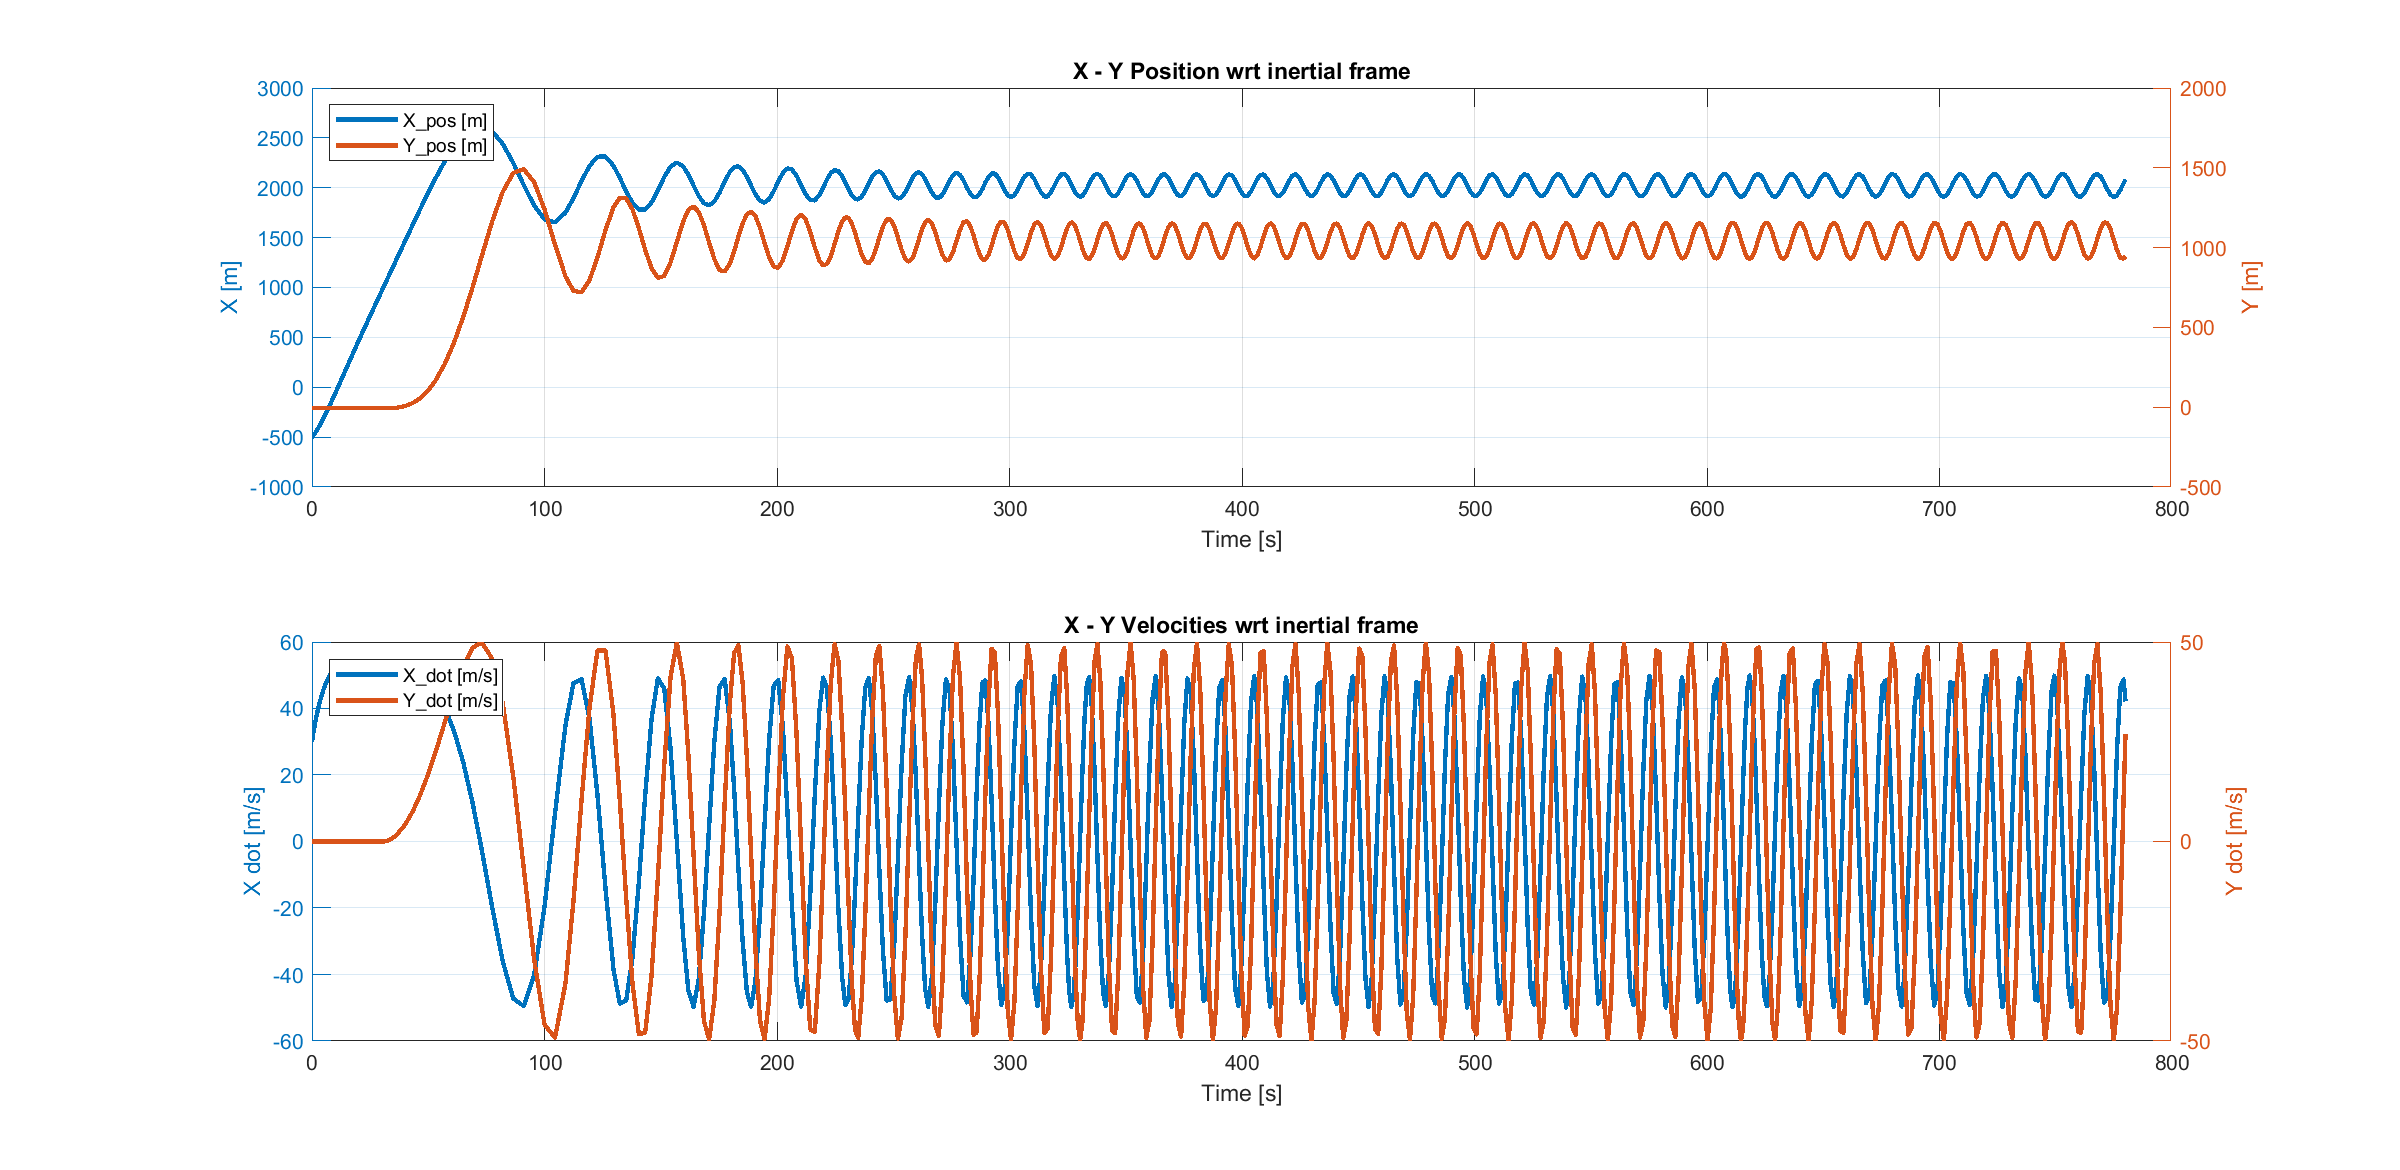 X - Y Position wrt inertial frame
3000
2500
2000
1500
1000
500
0
-500
-1000
X [m]
X_pos [m]
Y_pos [m]
2000
1500
1000
500
0
-500
Y [m]
0 100 200 300 400 500 600 700 800
Time [s]
X - Y Velocities wrt inertial frame
60
40
20
0
-20
-40
-60
X dot [m/s]
X_dot [m/s]
Y_dot [m/s]
50
0
-50
Y dot [m/s]
0 100 200 300 400 500 600 700 800
Time [s]